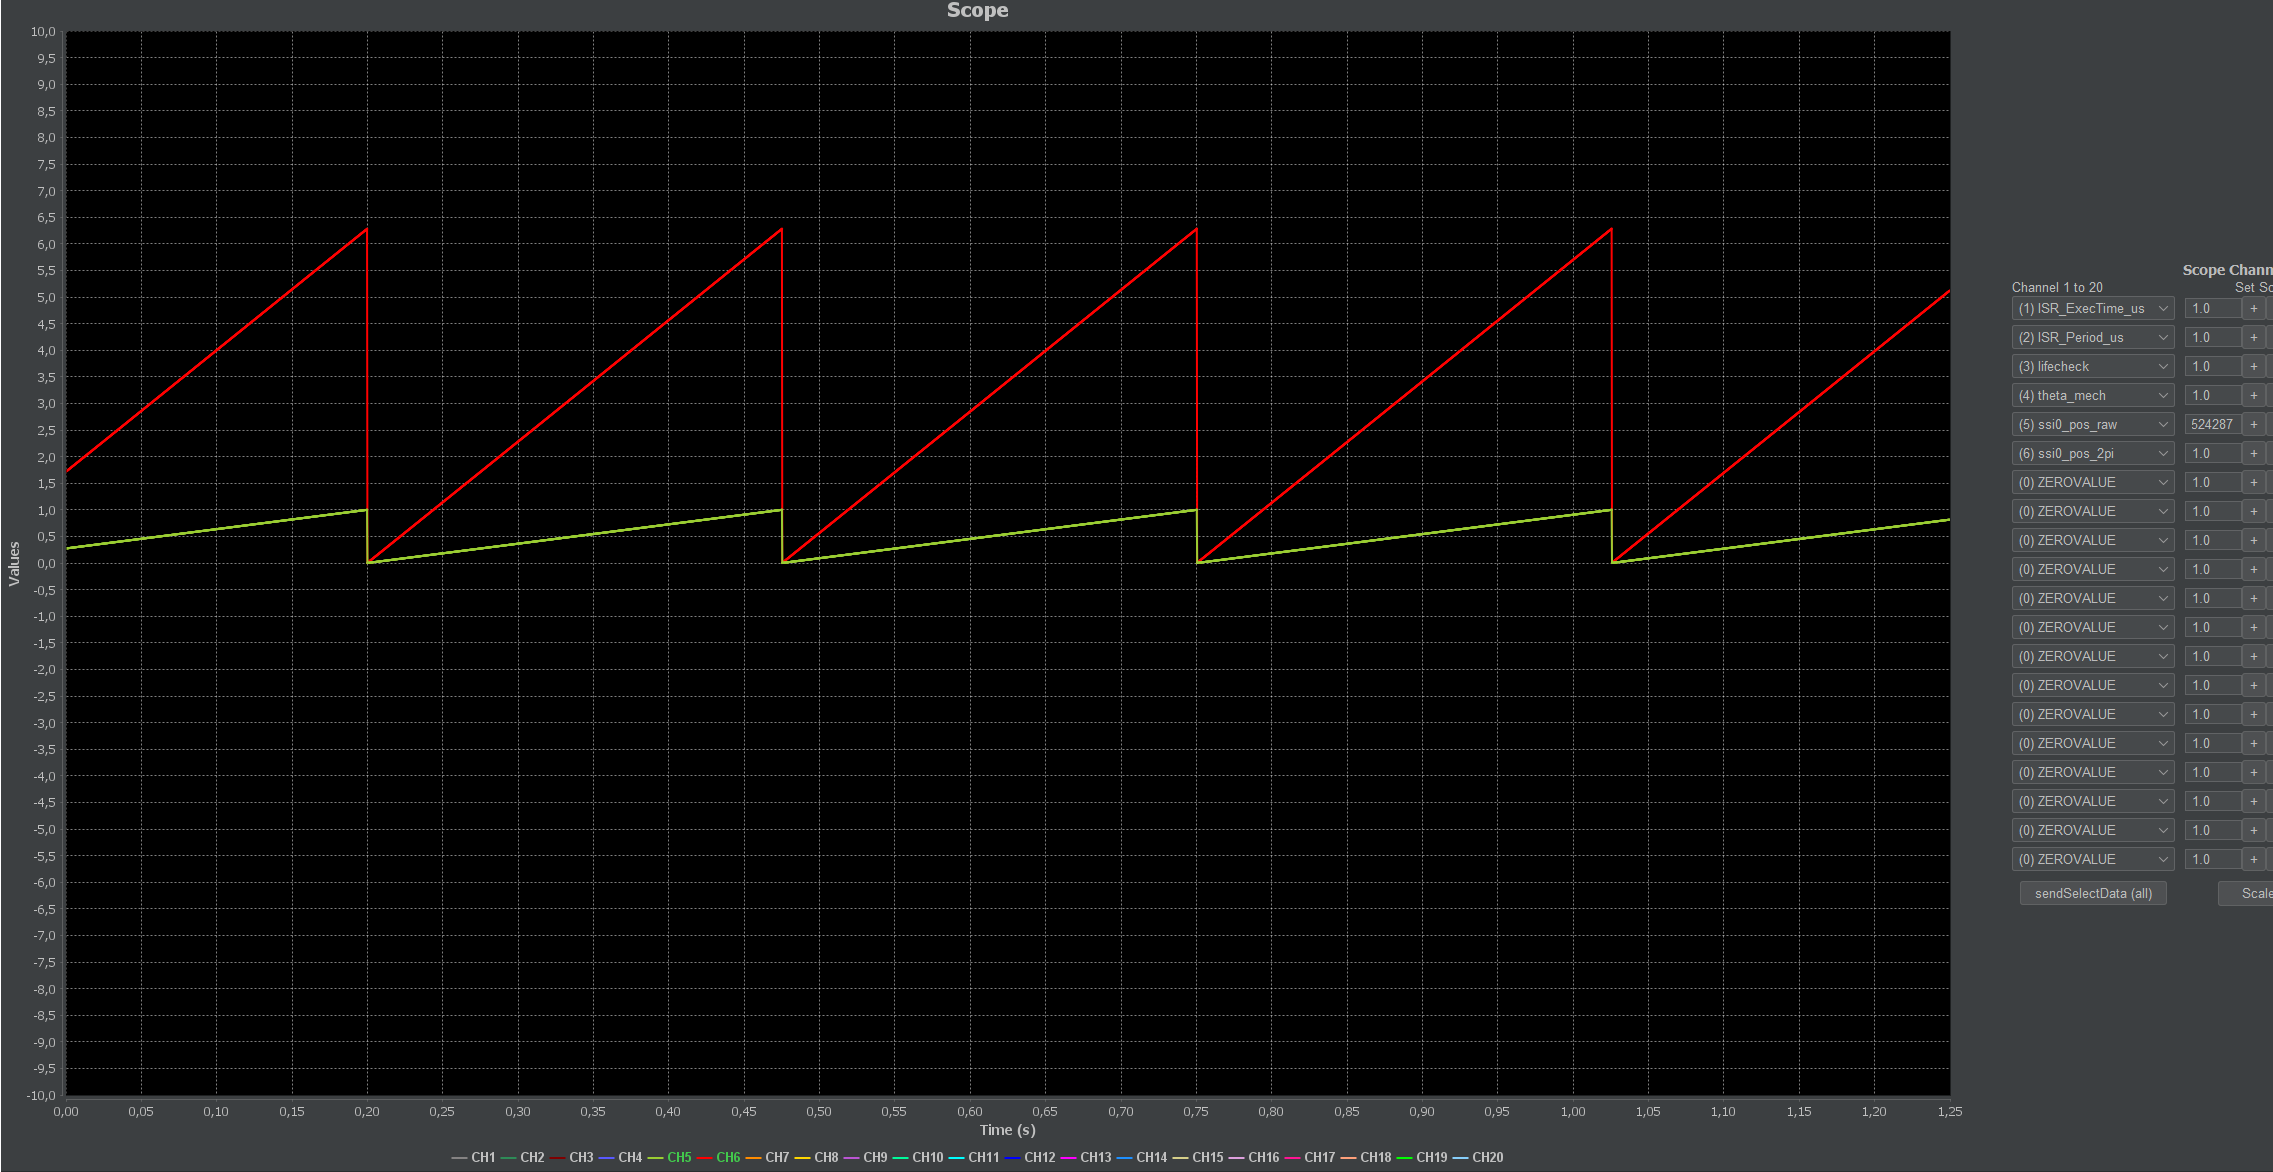 Scope
10,0
9,5
9,0
8,5
8,0
7,5
7,0
6,5
6,0
5,5
5,0
4,5
4,0
3,5
3,0
2,5
2,0
1,5
1,0
0,5
0,0
-0,5
-1,0
-1,5
-2,0
-2,5
-3,0
-3,5
-4,0
-4,5
-5,0
-5,5
-6,0
-6,5
-7,0
-7,5
-8,0
-8,5
-9,0
-9,5
-10,0
Values
0,00 0,05 0,10 0,15 0,20 0,25 0,30 0,35 0,40 0,45 0,50 0,55 0,60 0,65 0,70 0,75 0,80 0,85 0,90 0,95 1,00 1,05 1,10 1,15 1,20 1,25
Time (s)
CH1 CH2 CH3 CH4 CH5 CH6 CH7 CH8 CH9 CH10 CH11 CH12 CH13 CH14 CH15 CH16 CH17 CH18 CH19 CH20
Scope Chann
Channel 1 to 20 Set Sc
(1) ISR_ExecTime_us 1.0 +
(2) ISR_Period_us 1.0 +
(3) lifecheck 1.0 +
(4) theta_mech 1.0 +
(5) ssi0_pos_raw 524287 +
(6) ssi0_pos_2pi 1.0 +
(0) ZEROVALUE 1.0 +
(0) ZEROVALUE 1.0 +
(0) ZEROVALUE 1.0 +
(0) ZEROVALUE 1.0 +
(0) ZEROVALUE 1.0 +
(0) ZEROVALUE 1.0 +
(0) ZEROVALUE 1.0 +
(0) ZEROVALUE 1.0 +
(0) ZEROVALUE 1.0 +
(0) ZEROVALUE 1.0 +
(0) ZEROVALUE 1.0 +
(0) ZEROVALUE 1.0 +
(0) ZEROVALUE 1.0 +
(0) ZEROVALUE 1.0 +
sendSelectData (all) Scale